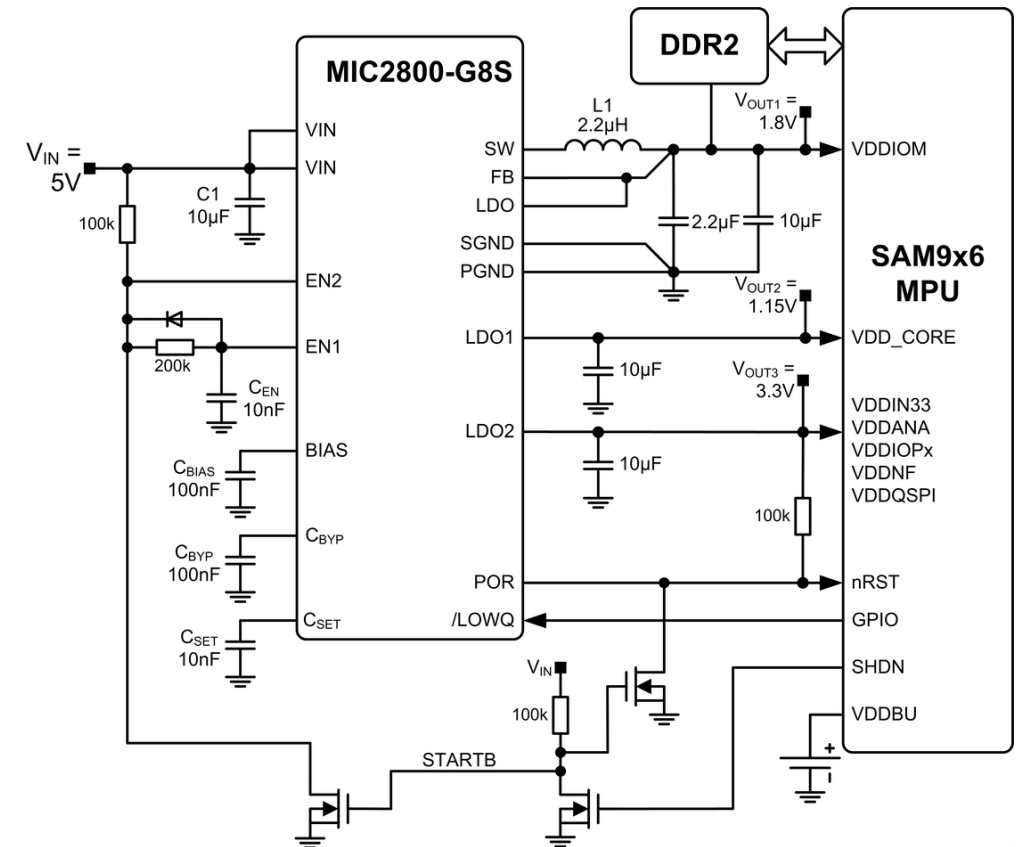 MIC2800-G8S
DDR2
SAM9x6
MPU
V_IN =
5V
100k
C1
10µF
VIN
VIN
EN2
EN1
200k
C_EN
10nF
BIAS
C_BIAS
100nF
C_BYP
C_BYP
100nF
C_SET
C_SET
10nF
SW
FB
LDO
SGND
PGND
LDO1
LDO2
POR
/LOWQ
L1
2.2µH
2.2µF
10µF
V_OUT1 =
1.8V
V_OUT2 =
1.15V
10µF
V_OUT3 =
3.3V
10µF
100k
VDDIOM
VDD_CORE
VDDIN33
VDDANA
VDDIOPx
VDDNF
VDDQSPI
nRST
GPIO
SHDN
VDDBU
V_IN
100k
STARTB
+
-